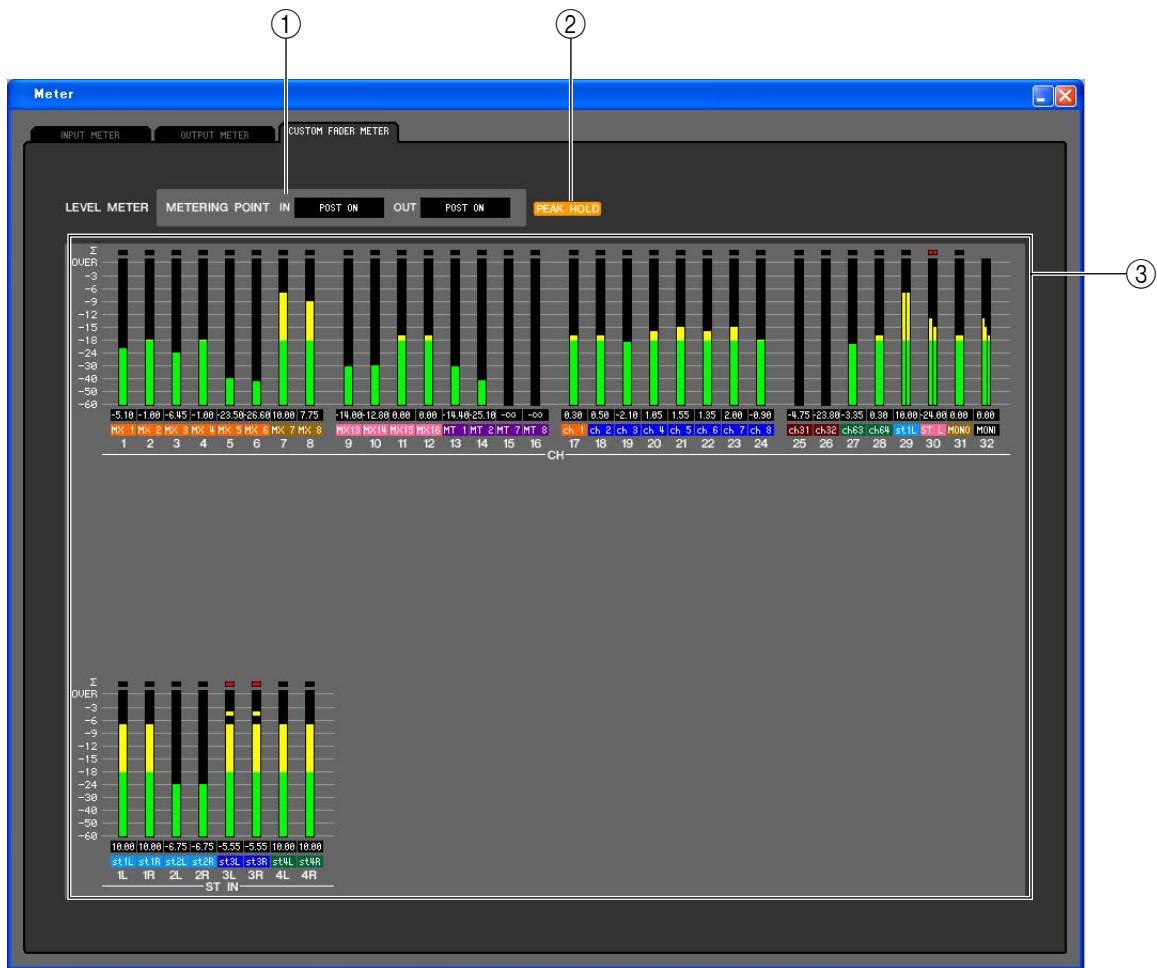 ① ②
Meter
INPUT METER OUTPUT METER CUSTOM FADER METER
LEVEL METER METERING POINT IN POST ON OUT POST ON PEAK HOLD
③
Σ
OVER
-3
-6
-9
-12
-15
-18
-24
-30
-40
-50
-60
-5.10 -1.00 -6.45 -1.00 -23.50 -26.60 10.00 7.75 -14.00 -12.80 0.00 0.00 -14.40 -25.10 -∞ -∞ 0.30 0.50 -2.10 1.05 1.55 1.35 2.00 -0.90 -4.75 -23.80 -3.35 0.30 10.00 -24.00 0.00 0.00
MX 1 MX 2 MX 3 MX 4 MX 5 MX 6 MX 7 MX 8 MX13 MX14 MX15 MX16 MT 1 MT 2 MT 7 MT 8 ch 1 ch 2 ch 3 ch 4 ch 5 ch 6 ch 7 ch 8 ch31 ch32 ch63 ch64 st1L ST L MONO MONI
1 2 3 4 5 6 7 8 9 10 11 12 13 14 15 16 17 18 19 20 21 22 23 24 25 26 27 28 29 30 31 32
CH
Σ
OVER
-3
-6
-9
-12
-15
-18
-24
-30
-40
-50
-60
10.00 10.00 -6.75 -6.75 -5.55 -5.55 10.00 10.00
st1L st1R st2L st2R st3L st3R st4L st4R
1L 1R 2L 2R 3L 3R 4L 4R
ST IN